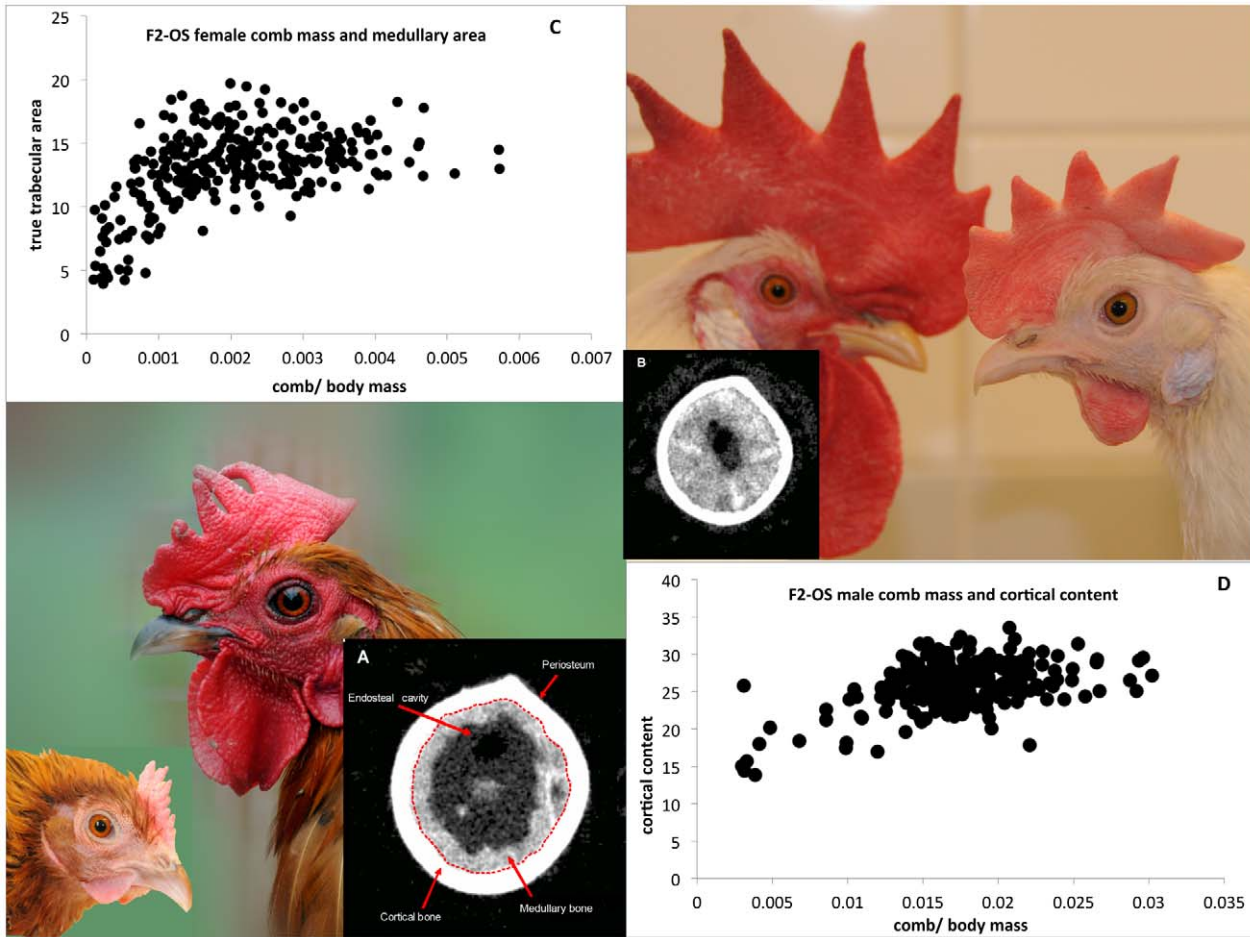 F2-OS female comb mass and medullary area
C
true trabecular area
25
20
15
10
5
0
0 0.001 0.002 0.003 0.004 0.005 0.006 0.007
comb/ body mass
B
A
Periosteum
Endosteal cavity
Cortical bone
Medullary bone
F2-OS male comb mass and cortical content
D
cortical content
40
35
30
25
20
15
10
5
0
0 0.005 0.01 0.015 0.02 0.025 0.03 0.035
comb/ body mass